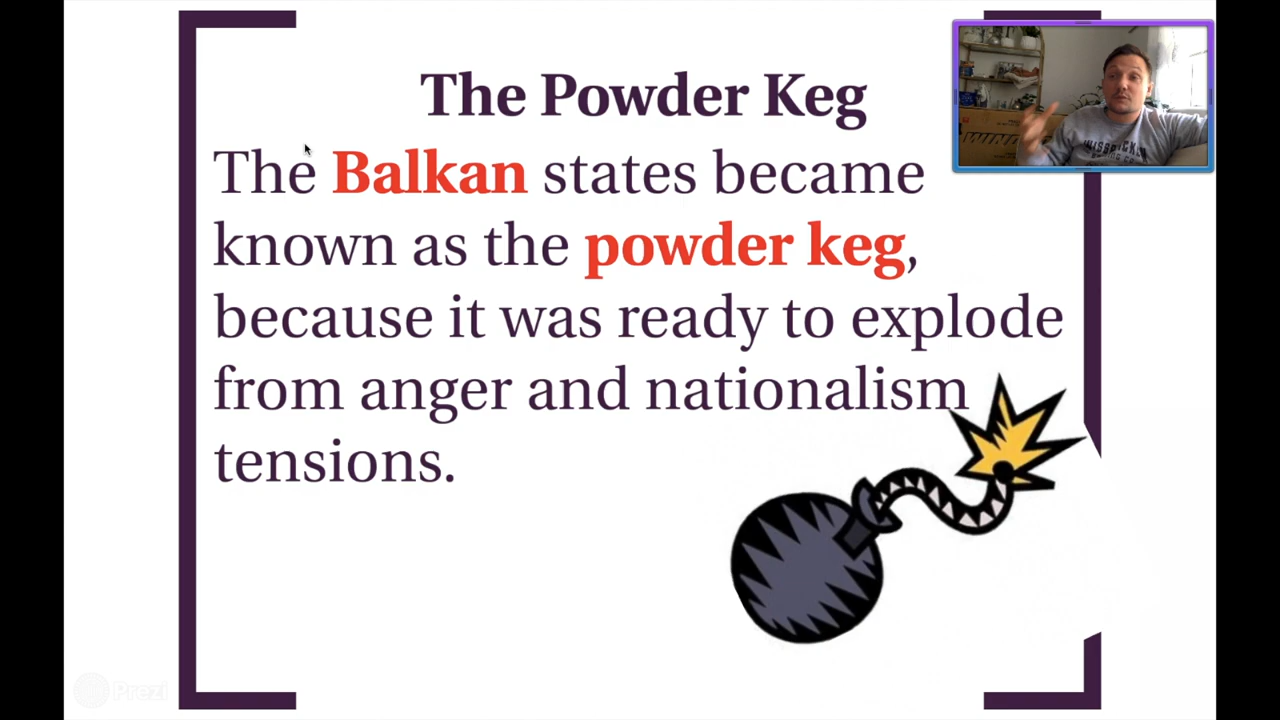 The Powder Keg
The Balkan states became
known as the powder keg,
because it was ready to explode
from anger and nationalism
tensions.
Prezi